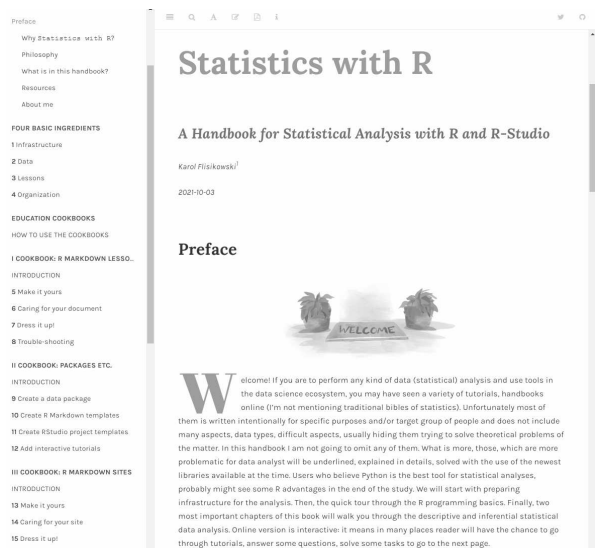 Preface
Why Statistics with R?
Philosophy
What is in this handbook?
Resources
About me
FOUR BASIC INGREDIENTS
1 Infrastructure
2 Data
3 Lessons
4 Organization
EDUCATION COOKBOOKS
HOW TO USE THE COOKBOOKS
I COOKBOOK: R MARKDOWN LESSO...
INTRODUCTION
5 Make it yours
6 Caring for your document
7 Dress it up!
8 Trouble-shooting
II COOKBOOK: PACKAGES ETC.
INTRODUCTION
9 Create a data package
10 Create R Markdown templates
11 Create RStudio project templates
12 Add interactive tutorials
III COOKBOOK: R MARKDOWN SITES
INTRODUCTION
13 Make it yours
14 Caring for your site
15 Dress it up!
A
i
Statistics with R
A Handbook for Statistical Analysis with R and R-Studio
Karol Flisikowski1
2021-10-03
Preface
WELCOME
Welcome! If you are to perform any kind of data (statistical) analysis and use tools in
the data science ecosystem, you may have seen a variety of tutorials, handbooks
online (I'm not mentioning traditional bibles of statistics). Unfortunately most of
them is written intentionally for specific purposes and/or target group of people and does not include
many aspects, data types, difficult aspects, usually hiding them trying to solve theoretical problems of
the matter. In this handbook I am not going to omit any of them. What is more, those, which are more
problematic for data analyst will be underlined, explained in details, solved with the use of the newest
libraries available at the time. Users who believe Python is the best tool for statistical analyses,
probably might see some R advantages in the end of the study. We will start with preparing
infrastructure for the analysis. Then, the quick tour through the R programming basics. Finally, two
most important chapters of this book will walk you through the descriptive and inferential statistical
data analysis. Online version is interactive: it means in many places reader will have the chance to go
through tutorials, answer some questions, solve some tasks to go to the next page.